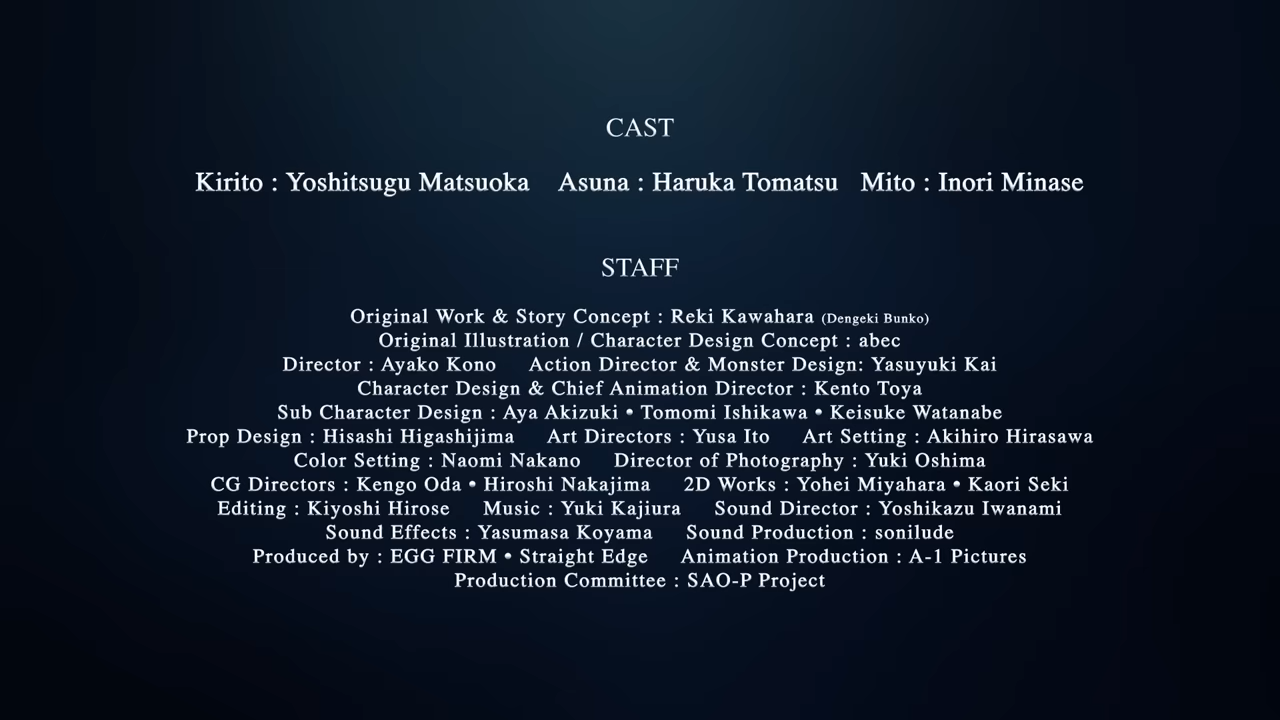 CAST
Kirito : Yoshitsugu Matsuoka Asuna : Haruka Tomatsu Mito : Inori Minase
STAFF
Original Work & Story Concept : Reki Kawahara (Dengeki Bunko)
Original Illustration / Character Design Concept : abec
Director : Ayako Kono Action Director & Monster Design: Yasuyuki Kai
Character Design & Chief Animation Director : Kento Toya
Sub Character Design : Aya Akizuki • Tomomi Ishikawa • Keisuke Watanabe
Prop Design : Hisashi Higashijima Art Directors : Yusa Ito Art Setting : Akihiro Hirasawa
Color Setting : Naomi Nakano Director of Photography : Yuki Oshima
CG Directors : Kengo Oda • Hiroshi Nakajima 2D Works : Yohei Miyahara • Kaori Seki
Editing : Kiyoshi Hirose Music : Yuki Kajiura Sound Director : Yoshikazu Iwanami
Sound Effects : Yasumasa Koyama Sound Production : sonilude
Produced by : EGG FIRM • Straight Edge Animation Production : A-1 Pictures
Production Committee : SAO-P Project